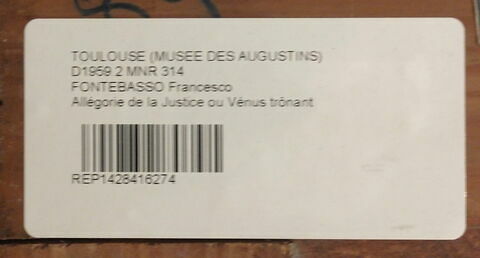 TOULOUSE (MUSEE DES AUGUSTINS)
D1959 2 MNR 314
FONTEBASSO Francesco
Allégorie de la Justice ou Vénus trônant
REP1428416274